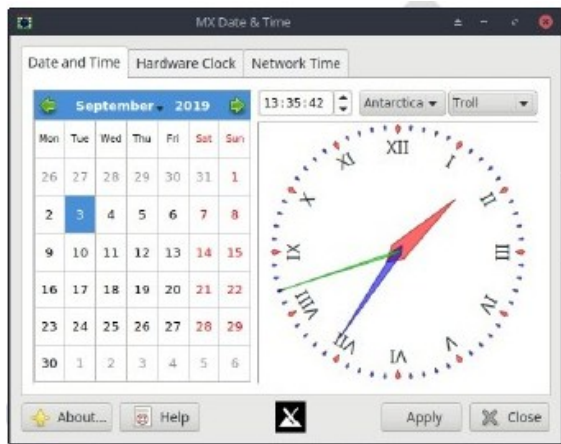 MX Date & Time
Date and Time Hardware Clock Network Time
September 2019 13:35:42 Antarctica Troll
Mon Tue Wed Thu Fri Sat Sun
26 27 28 29 30 31 1
2 3 4 5 6 7 8
9 10 11 12 13 14 15
16 17 18 19 20 21 22
23 24 25 26 27 28 29
30 1 2 3 4 5 6
XII
I
II
III
IV
V
VI
VII
VIII
IX
X
XI
About... Help Apply Close